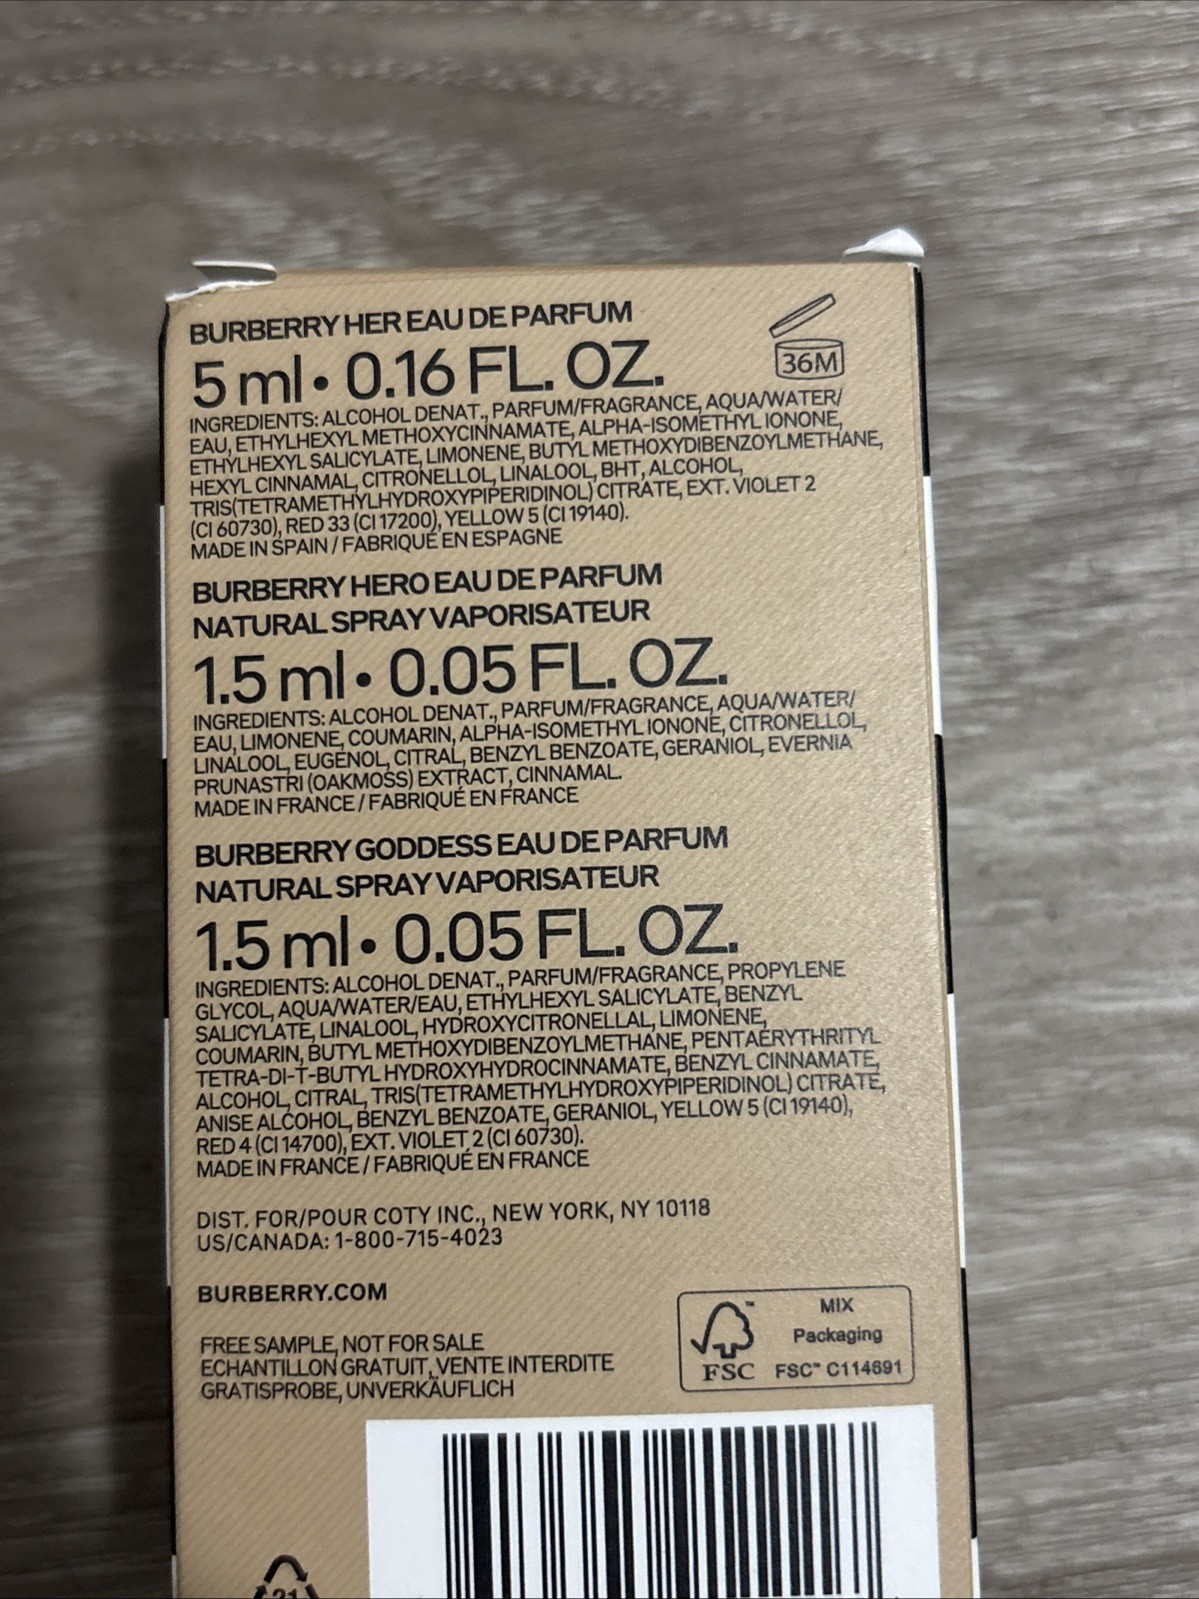 BURBERRY HER EAU DE PARFUM
5 ml • 0.16 FL. OZ.
36M
INGREDIENTS: ALCOHOL DENAT., PARFUM/FRAGRANCE, AQUA/WATER/
EAU, ETHYLHEXYL METHOXYCINNAMATE, ALPHA-ISOMETHYL IONONE,
ETHYLHEXYL SALICYLATE, LIMONENE, BUTYL METHOXYDIBENZOYLMETHANE,
HEXYL CINNAMAL, CITRONELLOL, LINALOOL, BHT, ALCOHOL,
TRIS(TETRAMETHYLHYDROXYPIPERIDINOL) CITRATE, EXT. VIOLET 2
(CI 60730), RED 33 (CI 17200), YELLOW 5 (CI 19140).
MADE IN SPAIN / FABRIQUÉ EN ESPAGNE
BURBERRY HERO EAU DE PARFUM
NATURAL SPRAY VAPORISATEUR
1.5 ml • 0.05 FL. OZ.
INGREDIENTS: ALCOHOL DENAT., PARFUM/FRAGRANCE, AQUA/WATER/
EAU, LIMONENE, COUMARIN, ALPHA-ISOMETHYL IONONE, CITRONELLOL,
LINALOOL, EUGENOL, CITRAL, BENZYL BENZOATE, GERANIOL, EVERNIA
PRUNASTRI (OAKMOSS) EXTRACT, CINNAMAL.
MADE IN FRANCE / FABRIQUÉ EN FRANCE
BURBERRY GODDESS EAU DE PARFUM
NATURAL SPRAY VAPORISATEUR
1.5 ml • 0.05 FL. OZ.
INGREDIENTS: ALCOHOL DENAT., PARFUM/FRAGRANCE, PROPYLENE
GLYCOL, AQUA/WATER/EAU, ETHYLHEXYL SALICYLATE, BENZYL
SALICYLATE, LINALOOL, HYDROXYCITRONELLAL, LIMONENE,
COUMARIN, BUTYL METHOXYDIBENZOYLMETHANE, PENTAERYTHRITYL
TETRA-DI-T-BUTYL HYDROXYHYDROCINNAMATE, BENZYL CINNAMATE,
ALCOHOL, CITRAL, TRIS(TETRAMETHYLHYDROXYPIPERIDINOL) CITRATE,
ANISE ALCOHOL, BENZYL BENZOATE, GERANIOL, YELLOW 5 (CI 19140),
RED 4 (CI 14700), EXT. VIOLET 2 (CI 60730).
MADE IN FRANCE / FABRIQUÉ EN FRANCE
DIST. FOR/POUR COTY INC., NEW YORK, NY 10118
US/CANADA: 1-800-715-4023
BURBERRY.COM
FREE SAMPLE, NOT FOR SALE
ECHANTILLON GRATUIT, VENTE INTERDITE
GRATISPROBE, UNVERKÄUFLICH
MIX
Packaging
FSC™ C114691
FSC
21